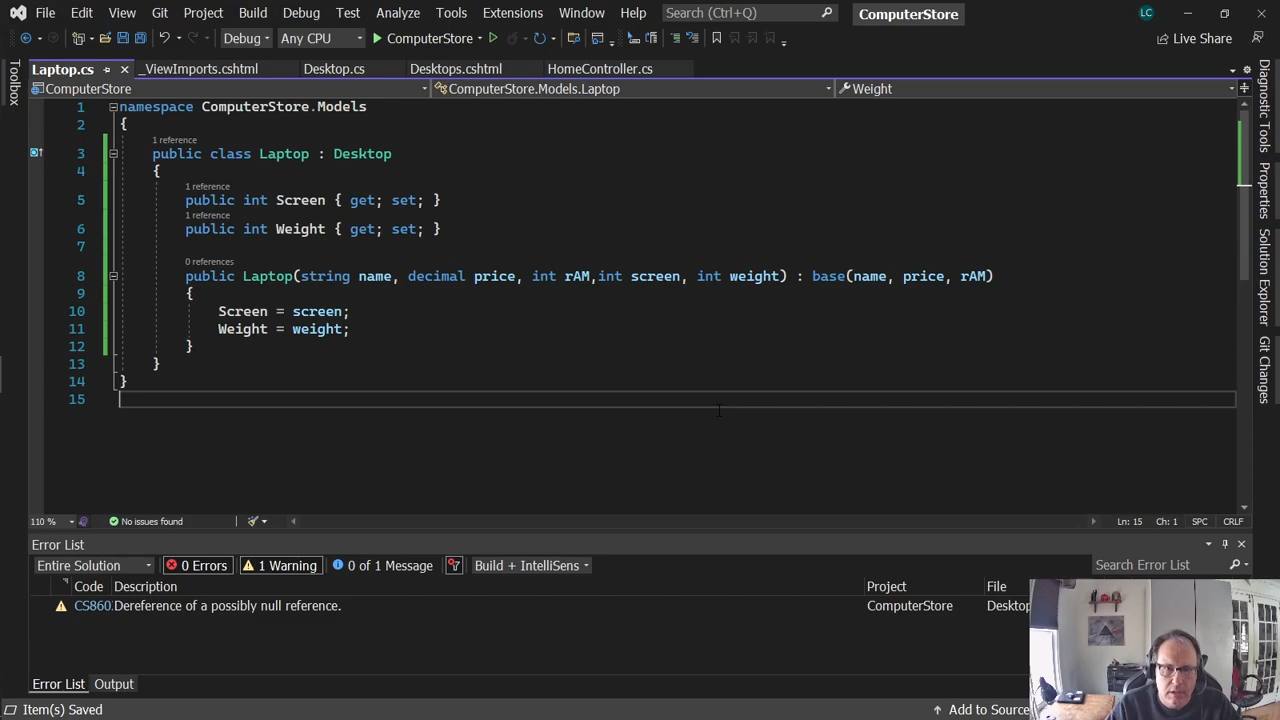 File Edit View Git Project Build Debug Test Analyze Tools Extensions Window Help Search (Ctrl+Q) ComputerStore LC
Debug Any CPU ComputerStore Live Share
Laptop.cs _ViewImports.cshtml Desktop.cs Desktops.cshtml HomeController.cs
Toolbox
ComputerStore ComputerStore.Models.Laptop Weight
1 namespace ComputerStore.Models
2 {
1 reference
3 public class Laptop : Desktop
4 {
1 reference
5 public int Screen { get; set; }
1 reference
6 public int Weight { get; set; }
7
0 references
8 public Laptop(string name, decimal price, int rAM,int screen, int weight) : base(name, price, rAM)
9 {
10 Screen = screen;
11 Weight = weight;
12 }
13 }
14 }
15
Diagnostic Tools
Properties
Solution Explorer
Git Changes
110 % No issues found Ln: 15 Ch: 1 SPC CRLF
Error List
Entire Solution 0 Errors 1 Warning 0 of 1 Message Build + IntelliSens Search Error List
Code Description Project File
CS860 Dereference of a possibly null reference. ComputerStore Desktop
Error List Output
Item(s) Saved Add to Source